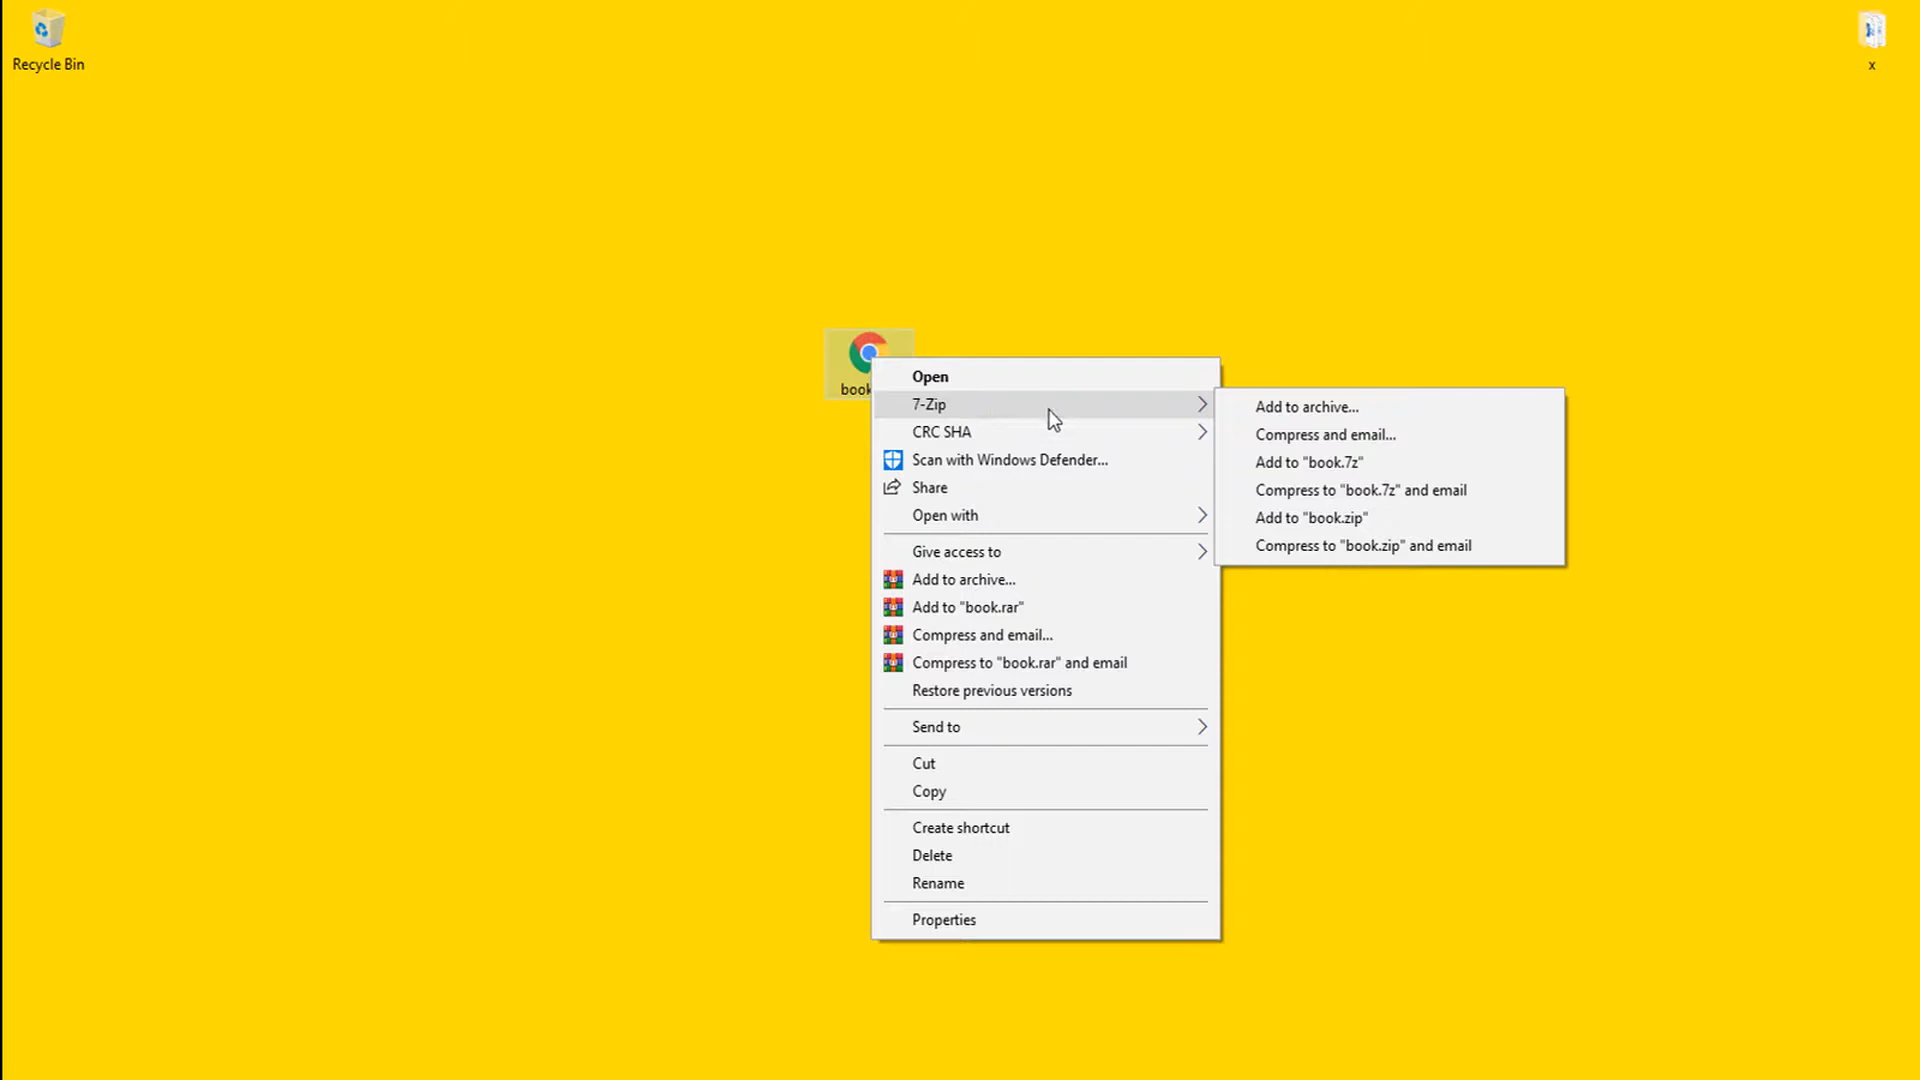 Recycle Bin
x
book
Open
7-Zip
CRC SHA
Scan with Windows Defender...
Share
Open with
Give access to
Add to archive...
Add to "book.rar"
Compress and email...
Compress to "book.rar" and email
Restore previous versions
Send to
Cut
Copy
Create shortcut
Delete
Rename
Properties
Add to archive...
Compress and email...
Add to "book.7z"
Compress to "book.7z" and email
Add to "book.zip"
Compress to "book.zip" and email